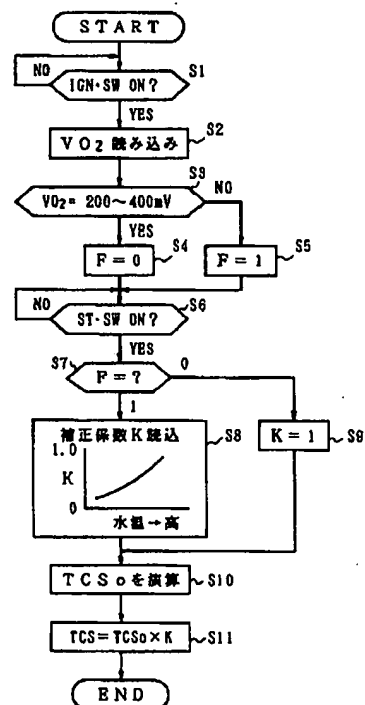 START
NO
IGN·SW ON?
S1
YES
VO₂ 読み込み
S2
VO₂= 200～400mV
S3
NO
YES
F=0
S4
F=1
S5
NO
ST·SW ON?
S6
YES
S7
F=?
0
1
補正係数K読込
S8
1.0
K
0
水温→高
K=1
S9
TCSoを演算
S10
TCS=TCSo×K
S11
END